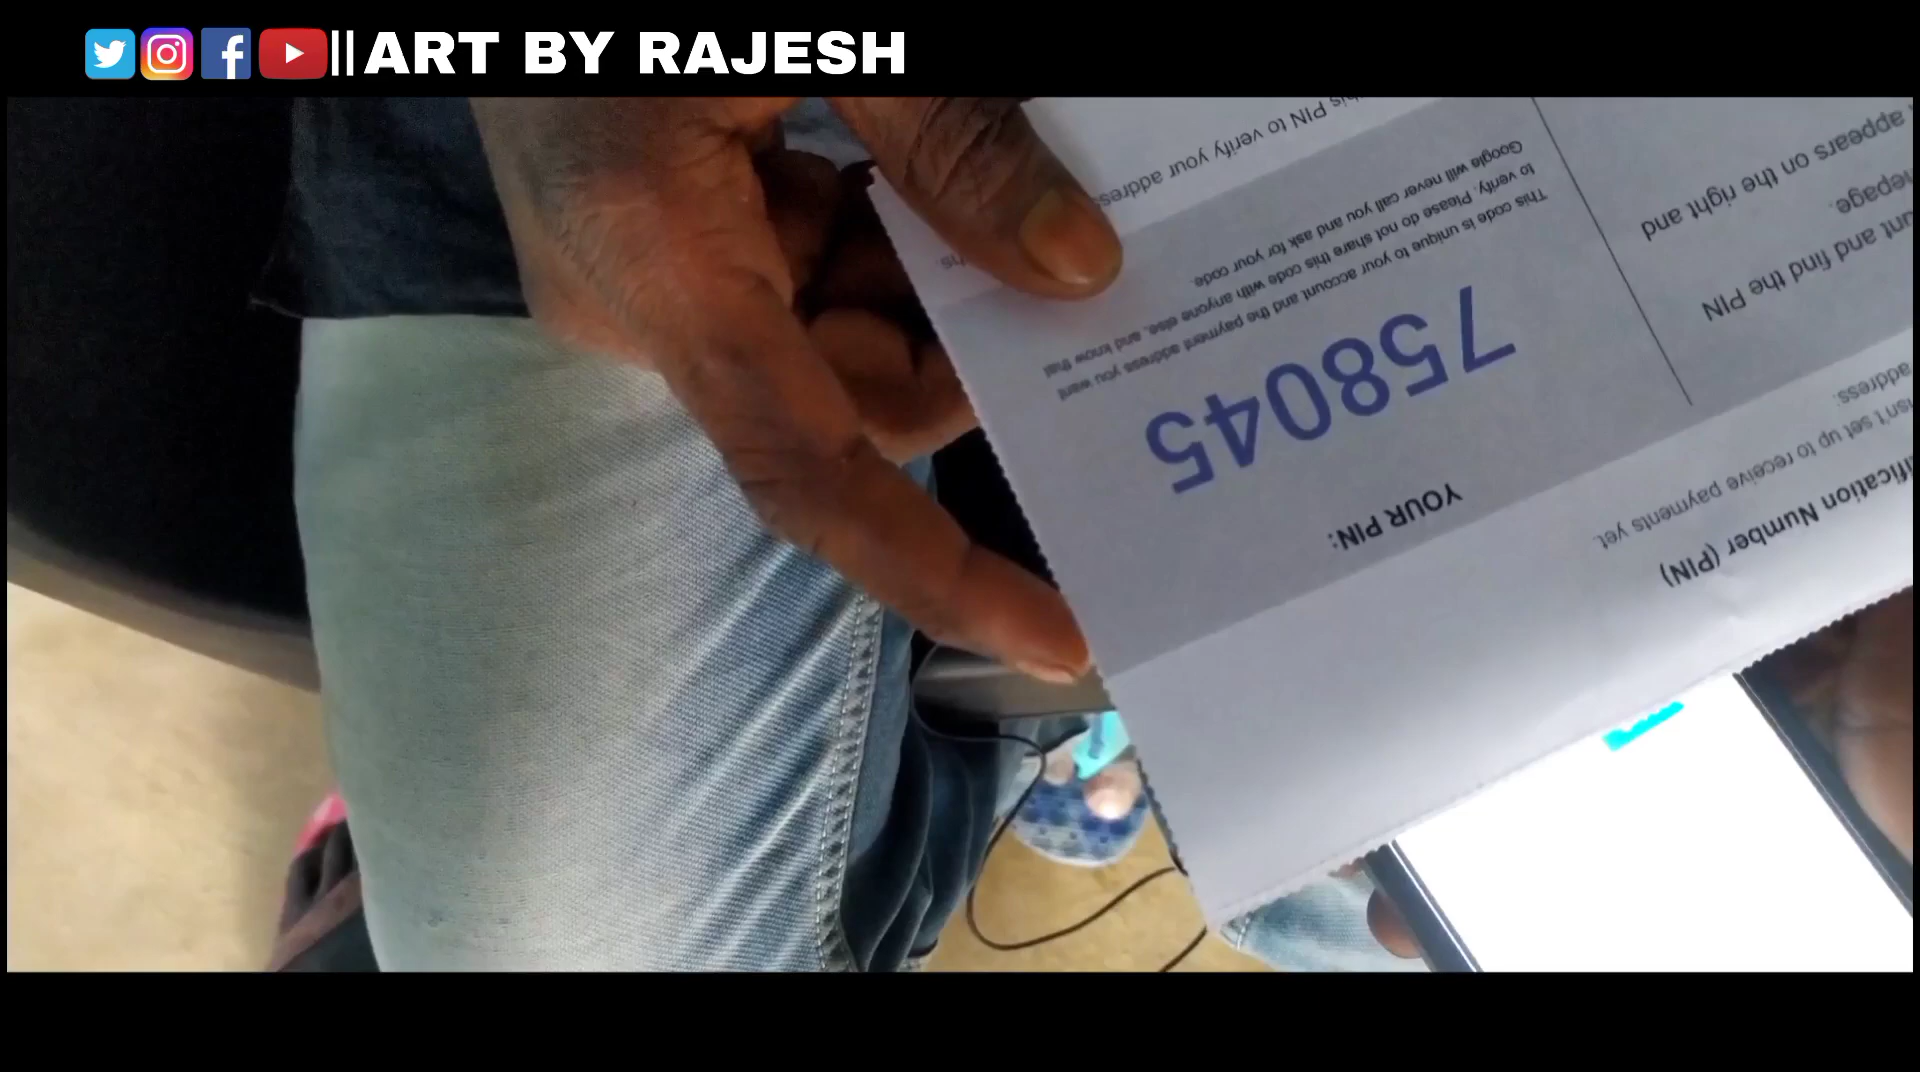 ART BY RAJESH
ification Number (PIN)
sn't set up to receive payments yet.
address:
unt and find the PIN
epage.
appears on the right and
YOUR PIN:
758045
This code is unique to your account and the payment address you want
to verify. Please do not share this code with anyone else, and know that
Google will never call you and ask for your code.
his PIN to verify your address